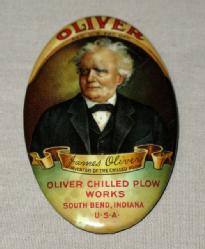 OLIVER
James Oliver
INVENTOR OF THE CHILLED PLOW
OLIVER CHILLED PLOW
WORKS
SOUTH BEND, INDIANA
U·S·A·